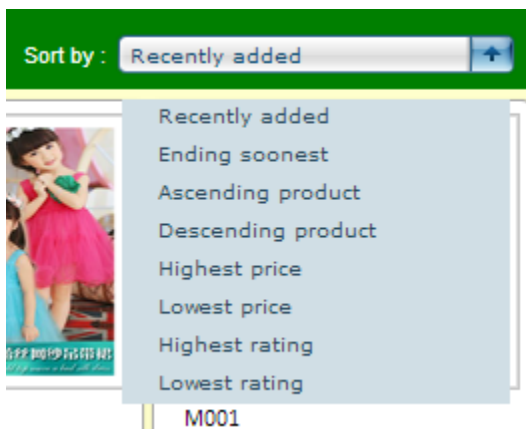 Sort by :
Recently added
Recently added
Ending soonest
Ascending product
Descending product
Highest price
Lowest price
Highest rating
Lowest rating
M001